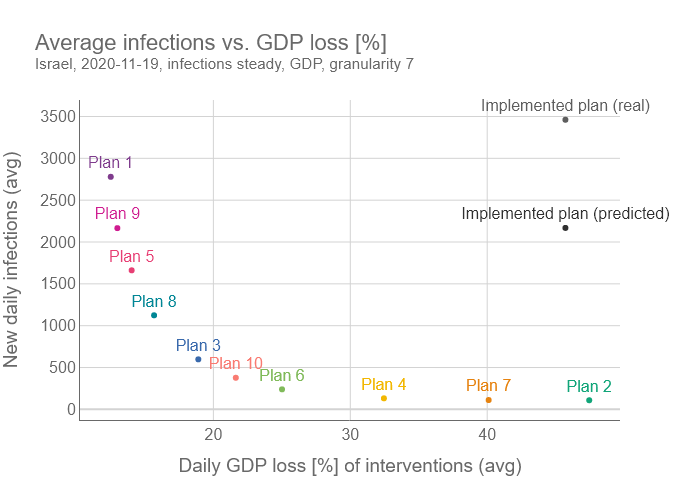 Average infections vs. GDP loss [%]
Israel, 2020-11-19, infections steady, GDP, granularity 7
New daily infections (avg)
3500
3000
2500
2000
1500
1000
500
0
Implemented plan (real)
Plan 1
Plan 9
Implemented plan (predicted)
Plan 5
Plan 8
Plan 3
Plan 10
Plan 6
Plan 4
Plan 7
Plan 2
20
30
40
Daily GDP loss [%] of interventions (avg)